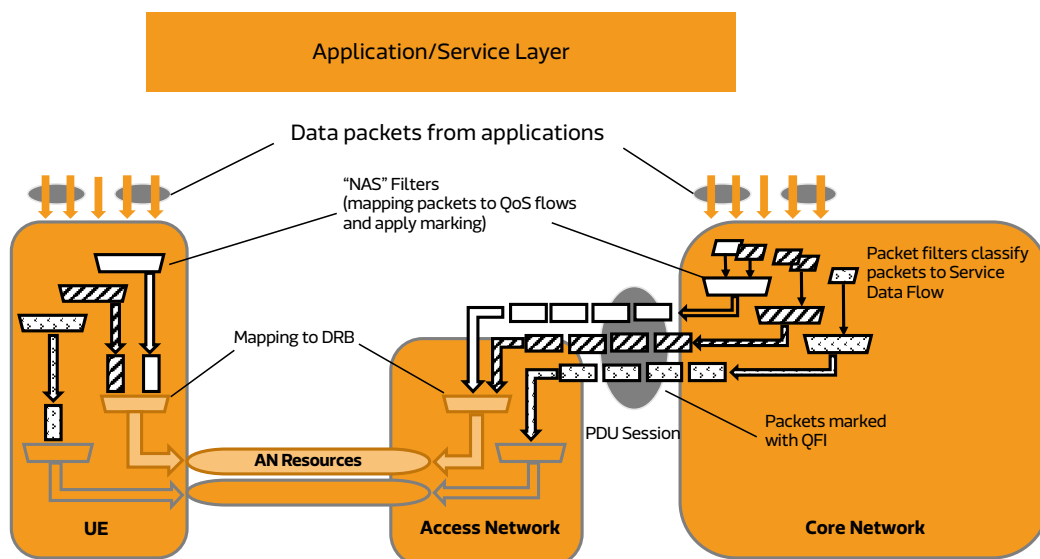 Application/Service Layer
Data packets from applications
“NAS” Filters
(mapping packets to QoS flows
and apply marking)
Packet filters classify
packets to Service
Data Flow
Mapping to DRB
PDU Session
Packets marked
with QFI
AN Resources
UE
Access Network
Core Network